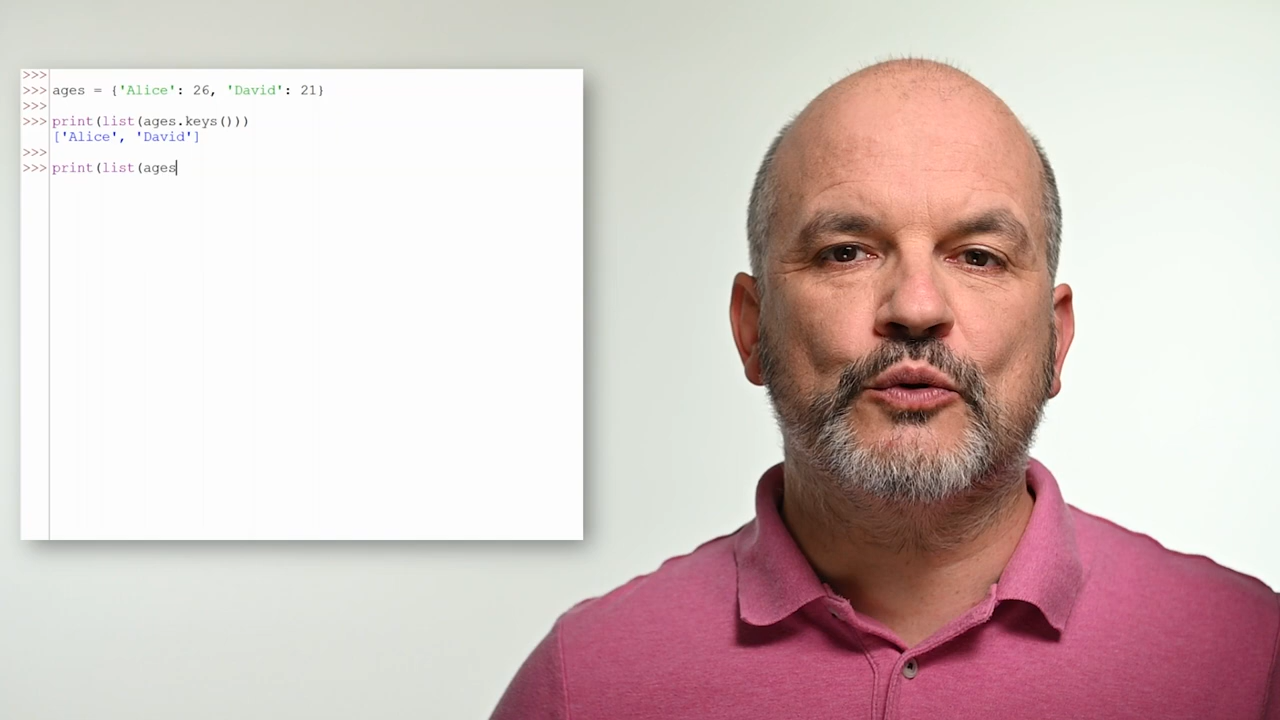 >>>
>>> ages = {'Alice': 26, 'David': 21}
>>>
>>> print(list(ages.keys()))
['Alice', 'David']
>>>
>>> print(list(ages